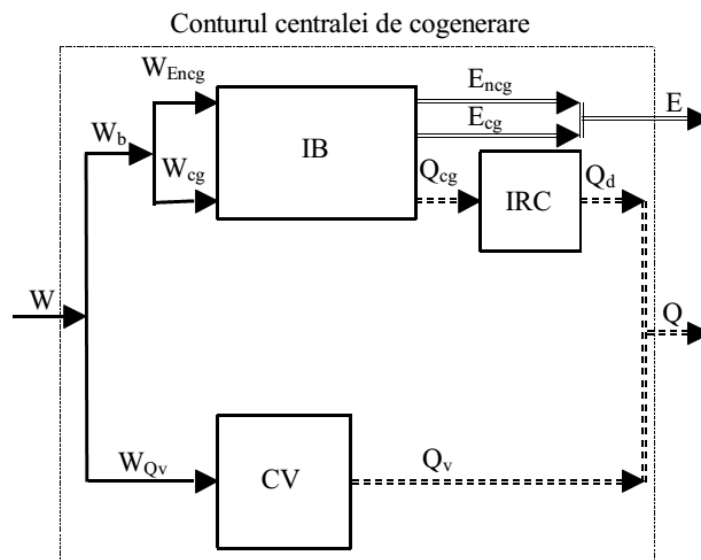 Conturul centralei de cogenerare
W_Encg
E_ncg
E
W_b
IB
E_cg
W_cg
Q_cg
IRC
Q_d
W
Q
W_Qv
CV
Q_v